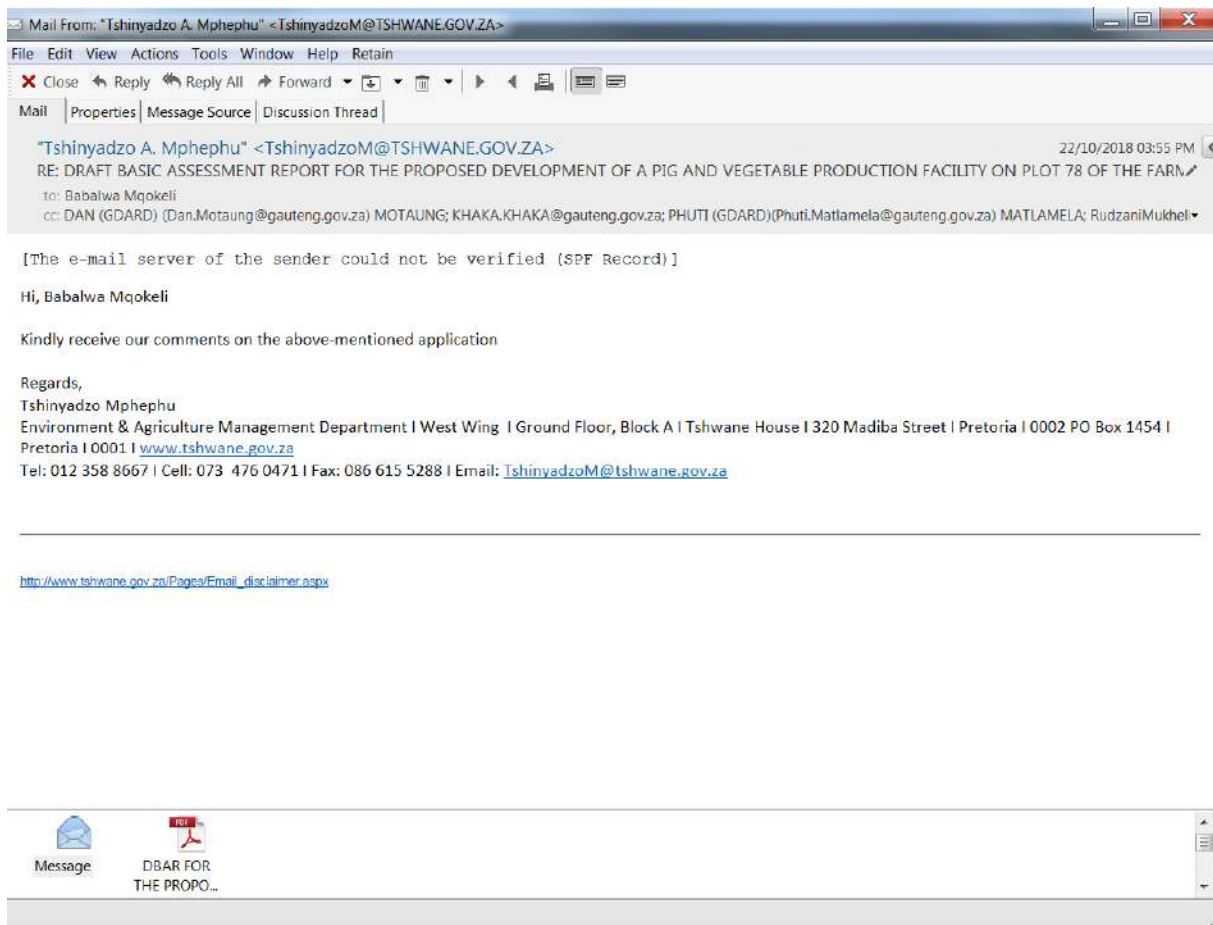 Mail From: "Tshinyadzo A. Mphephu" <TshinyadzoM@TSHWANE.GOV.ZA>
File Edit View Actions Tools Window Help Retain
Close Reply Reply All Forward
Mail Properties Message Source Discussion Thread
"Tshinyadzo A. Mphephu" <TshinyadzoM@TSHWANE.GOV.ZA> 22/10/2018 03:55 PM
RE: DRAFT BASIC ASSESSMENT REPORT FOR THE PROPOSED DEVELOPMENT OF A PIG AND VEGETABLE PRODUCTION FACILITY ON PLOT 78 OF THE FARM
to: Babalwa Mqokeli
cc: DAN (GDARD) (Dan.Motaung@gauteng.gov.za) MOTAUNG; KHAKA.KHAKA@gauteng.gov.za; PHUTI (GDARD)(Phuti.Matlamela@gauteng.gov.za) MATLAMELA; RudzaniMukheli
[The e-mail server of the sender could not be verified (SPF Record)]
Hi, Babalwa Mqokeli
Kindly receive our comments on the above-mentioned application
Regards,
Tshinyadzo Mphephu
Environment & Agriculture Management Department I West Wing I Ground Floor, Block A I Tshwane House I 320 Madiba Street I Pretoria I 0002 PO Box 1454 I
Pretoria I 0001 I www.tshwane.gov.za
Tel: 012 358 8667 I Cell: 073 476 0471 I Fax: 086 615 5288 I Email: TshinyadzoM@tshwane.gov.za
http://www.tshwane.gov.za/Pages/Email_disclaimer.aspx
PDF
Message DBAR FOR
THE PROPO...